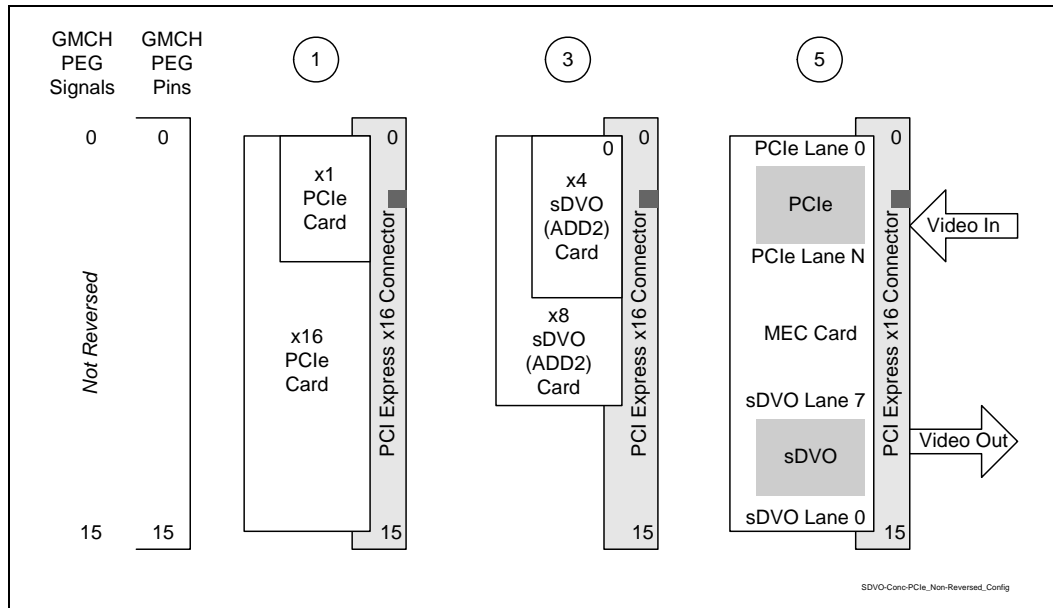 GMCH
PEG
Signals
GMCH
PEG
Pins
1
3
5
0
0
0
0
0
0
x1
PCIe
Card
x16
PCIe
Card
PCI Express x16 Connector
x4
sDVO
(ADD2)
Card
x8
sDVO
(ADD2)
Card
PCI Express x16 Connector
PCIe Lane 0
PCIe
PCIe Lane N
MEC Card
sDVO Lane 7
sDVO
sDVO Lane 0
PCI Express x16 Connector
Video In
Video Out
Not Reversed
15
15
15
15
15
SDVO-Conc-PCIe_Non-Reversed_Config